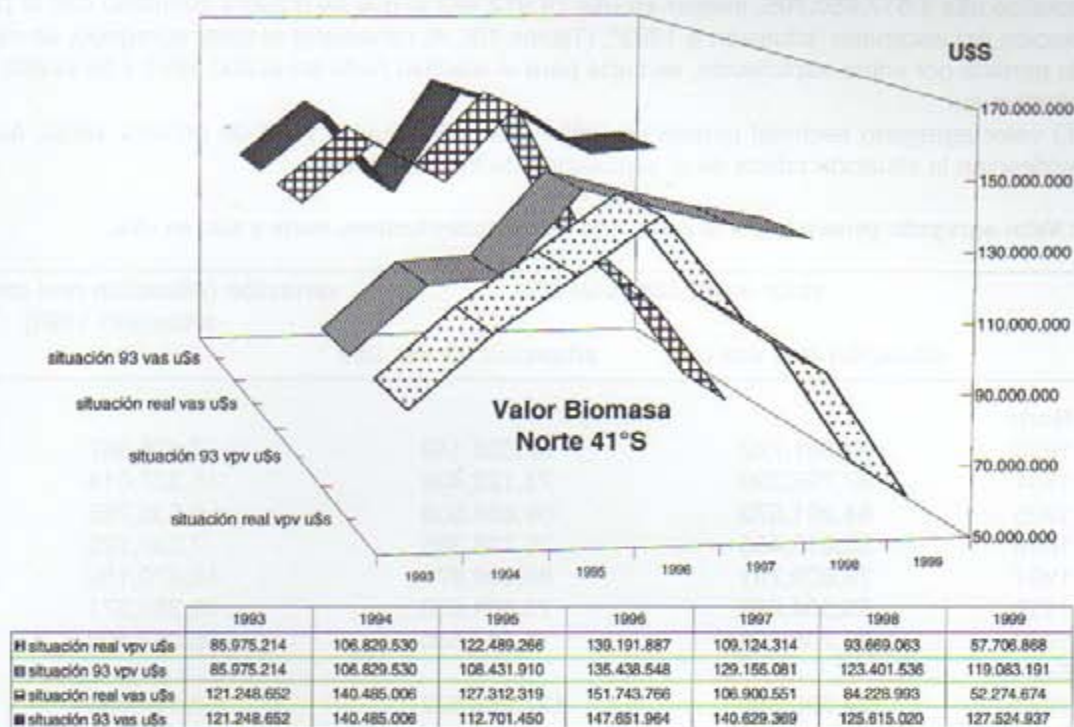 U$S
170.000.000
150.000.000
130.000.000
110.000.000
90.000.000
70.000.000
50.000.000
situación 93 vas u$s
situación real vas u$s
situación 93 vpv u$s
situación real vpv u$s
Valor Biomasa
Norte 41°S
1993 1994 1995 1996 1997 1998 1999
1993 1994 1995 1996 1997 1998 1999
situación real vpv u$s 85.975.214 106.829.530 122.489.266 139.191.887 109.124.314 93.669.063 57.706.868
situación 93 vpv u$s 85.975.214 106.829.530 108.431.910 135.438.548 129.155.081 123.401.536 119.083.191
situación real vas u$s 121.248.652 140.485.006 127.312.319 151.743.766 106.900.551 84.228.993 52.274.674
situación 93 vas u$s 121.248.652 140.485.006 112.701.450 147.651.964 140.629.369 125.615.020 127.524.937